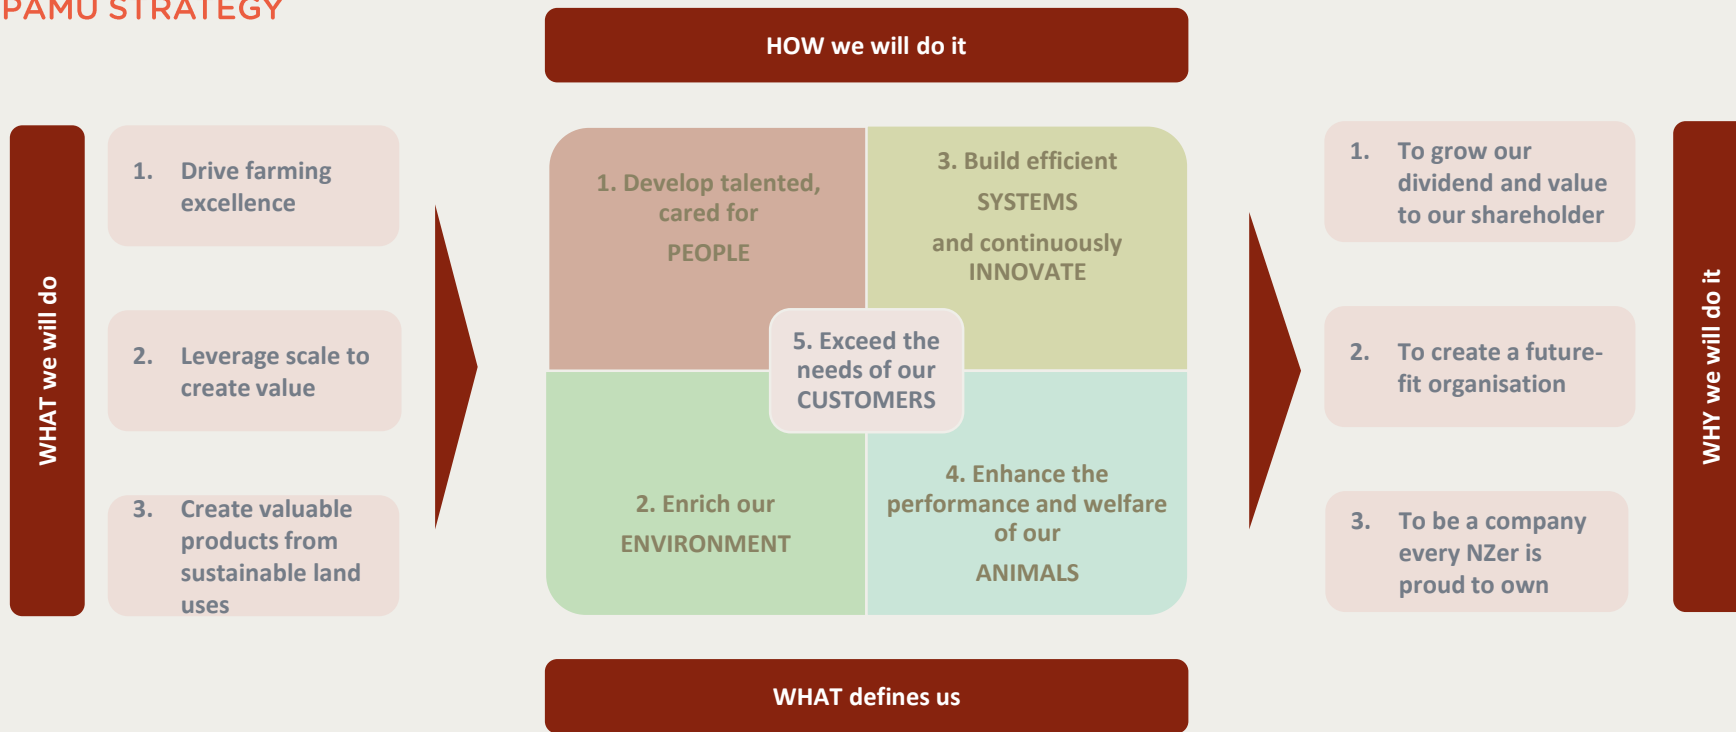 PAMU STRATEGY
HOW we will do it
WHAT we will do
1. Drive farming
excellence
2. Leverage scale to
create value
3. Create valuable
products from
sustainable land
uses
1. Develop talented,
cared for
PEOPLE
3. Build efficient
SYSTEMS
and continuously
INNOVATE
5. Exceed the
needs of our
CUSTOMERS
2. Enrich our
ENVIRONMENT
4. Enhance the
performance and welfare
of our
ANIMALS
1. To grow our
dividend and value
to our shareholder
2. To create a future-
fit organisation
3. To be a company
every NZer is
proud to own
WHY we will do it
WHAT defines us